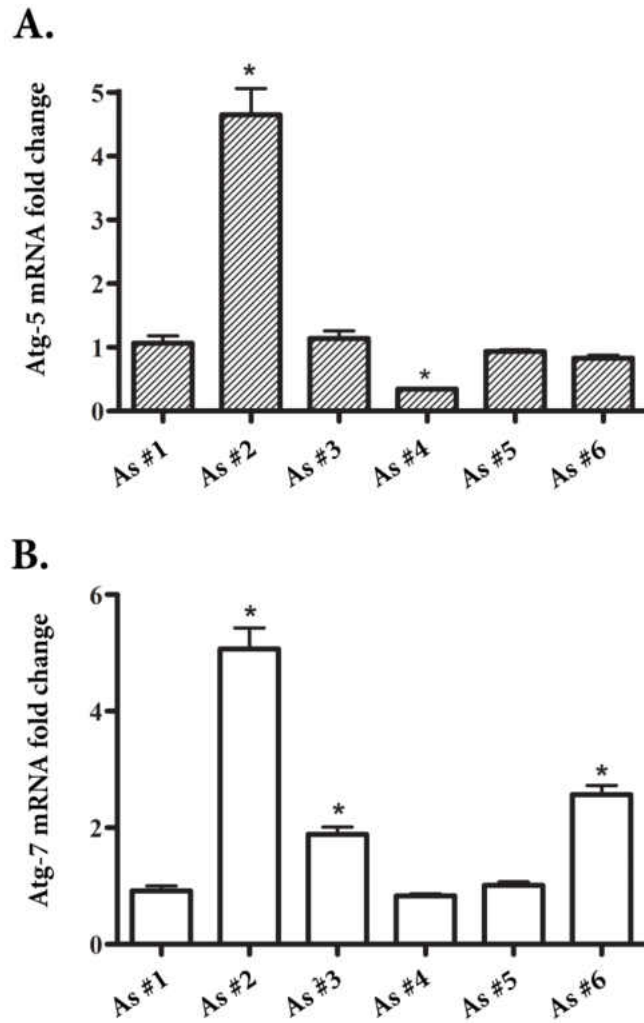 A.
Atg-5 mRNA fold change
5
4
3
2
1
0
*
*
As #1
As #2
As #3
As #4
As #5
As #6
B.
Atg-7 mRNA fold change
6
4
2
0
*
*
*
As #1
As #2
As #3
As #4
As #5
As #6